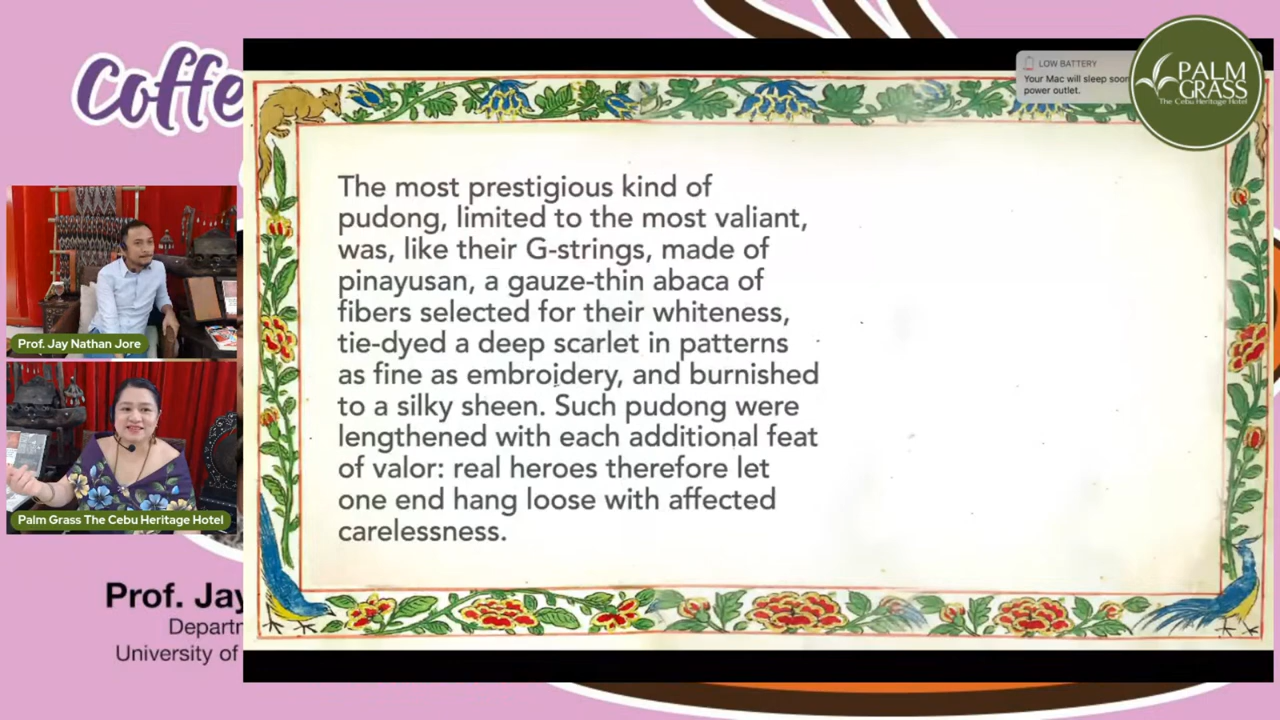 Coffe
LOW BATTERY
Your Mac will sleep soon
power outlet.
PALM
GRASS
The Cebu Heritage Hotel
The most prestigious kind of
pudong, limited to the most valiant,
was, like their G-strings, made of
pinayusan, a gauze-thin abaca of
fibers selected for their whiteness,
tie-dyed a deep scarlet in patterns
as fine as embroidery, and burnished
to a silky sheen. Such pudong were
lengthened with each additional feat
of valor: real heroes therefore let
one end hang loose with affected
carelessness.
Prof. Jay Nathan Jore
Palm Grass The Cebu Heritage Hotel
Prof. Jay
Departm
University of